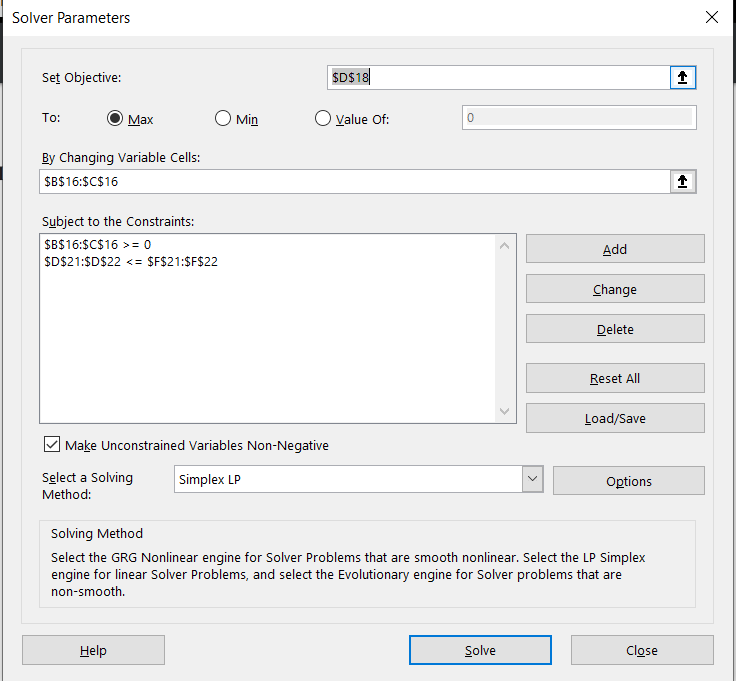 Solver Parameters
Set Objective:
$D$18
To:
Max
Min
Value Of:
0
By Changing Variable Cells:
$B$16:$C$16
Subject to the Constraints:
$B$16:$C$16 >= 0
$D$21:$D$22 <= $F$21:$F$22
Add
Change
Delete
Reset All
Load/Save
Make Unconstrained Variables Non-Negative
Select a Solving
Method:
Simplex LP
Options
Solving Method
Select the GRG Nonlinear engine for Solver Problems that are smooth nonlinear. Select the LP Simplex
engine for linear Solver Problems, and select the Evolutionary engine for Solver problems that are
non-smooth.
Help
Solve
Close